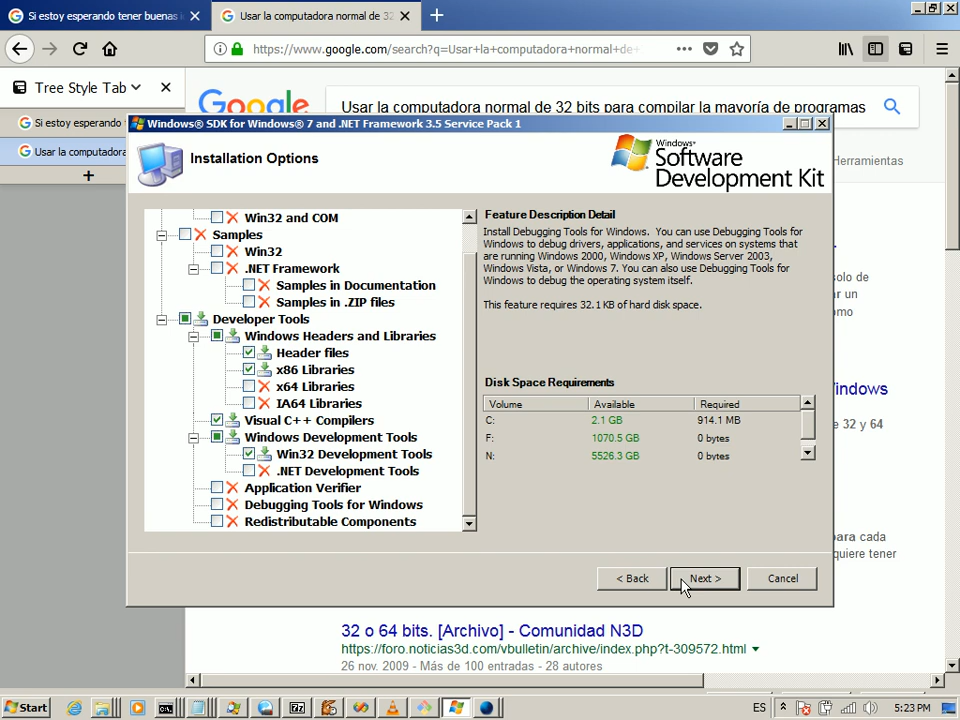 Si estoy esperando tener buenas i
Usar la computadora normal de 32
https://www.google.com/search?q=Usar+la+computadora+normal+de+
Tree Style Tab
Si estoy esperando
Usar la computadora
Google
Usar la computadora normal de 32 bits para compilar la mayoría de programas
Herramientas
Windows® SDK for Windows® 7 and .NET Framework 3.5 Service Pack 1
Installation Options
Windows®
Software
Development Kit
Win32 and COM
Samples
Win32
.NET Framework
Samples in Documentation
Samples in .ZIP files
Developer Tools
Windows Headers and Libraries
Header files
x86 Libraries
x64 Libraries
IA64 Libraries
Visual C++ Compilers
Windows Development Tools
Win32 Development Tools
.NET Development Tools
Application Verifier
Debugging Tools for Windows
Redistributable Components
Feature Description Detail
Install Debugging Tools for Windows. You can use Debugging Tools for
Windows to debug drivers, applications, and services on systems that
are running Windows 2000, Windows XP, Windows Server 2003,
Windows Vista, or Windows 7. You can also use Debugging Tools for
Windows to debug the operating system itself.
This feature requires 32.1 KB of hard disk space.
Disk Space Requirements
Volume Available Required
C: 2.1 GB 914.1 MB
F: 1070.5 GB 0 bytes
N: 5526.3 GB 0 bytes
< Back
Next >
Cancel
solo de
ar un
como
indows
e 32 y 64
para cada
quiere tener
32 o 64 bits. [Archivo] - Comunidad N3D
https://foro.noticias3d.com/vbulletin/archive/index.php?t-309572.html
26 nov. 2009 - Más de 100 entradas - 28 autores
Start
ES
5:23 PM